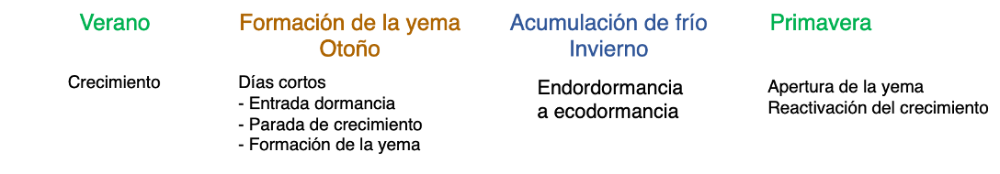 Verano
Crecimiento
Formación de la yema
Otoño
Días cortos
- Entrada dormancia
- Parada de crecimiento
- Formación de la yema
Acumulación de frío
Invierno
Endordormancia
a ecodormancia
Primavera
Apertura de la yema
Reactivación del crecimiento